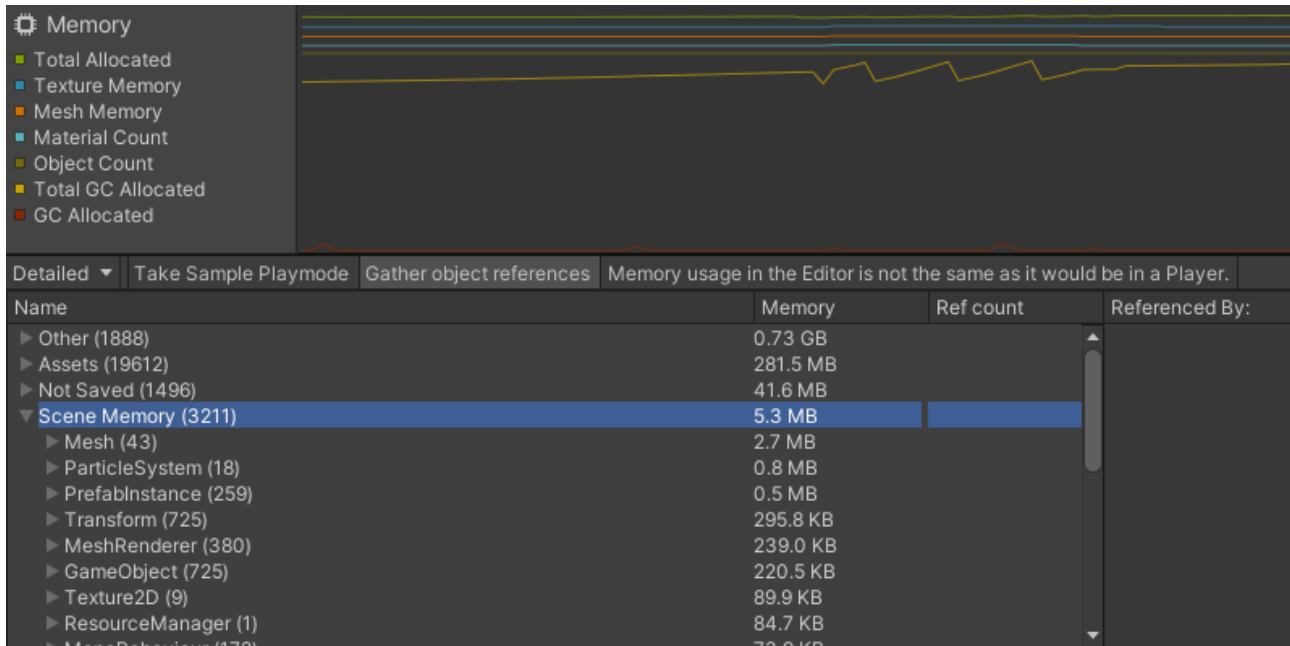 Memory
Total Allocated
Texture Memory
Mesh Memory
Material Count
Object Count
Total GC Allocated
GC Allocated
Detailed Take Sample Playmode Gather object references Memory usage in the Editor is not the same as it would be in a Player.
Name Memory Ref count Referenced By:
Other (1888) 0.73 GB
Assets (19612) 281.5 MB
Not Saved (1496) 41.6 MB
Scene Memory (3211) 5.3 MB
Mesh (43) 2.7 MB
ParticleSystem (18) 0.8 MB
PrefabInstance (259) 0.5 MB
Transform (725) 295.8 KB
MeshRenderer (380) 239.0 KB
GameObject (725) 220.5 KB
Texture2D (9) 89.9 KB
ResourceManager (1) 84.7 KB